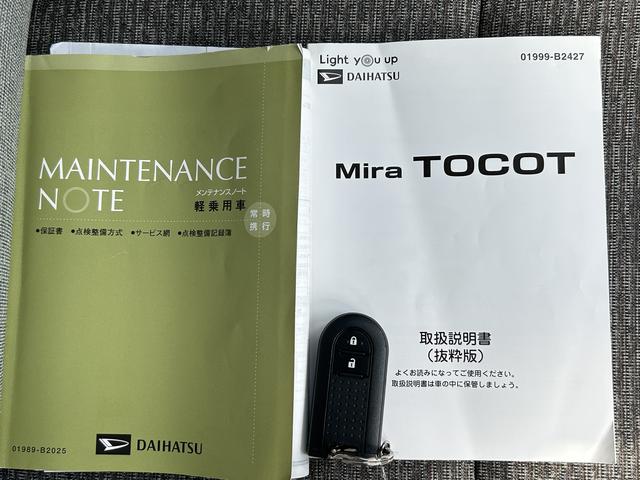 MAINTENANCE
NOTE
メンテナンスノート
軽乗用車
常時
携行
●保証書 ●点検整備方式 ●サービス網 ●点検整備記録簿
01989-B2025
DAIHATSU
Light you up
DAIHATSU
01999-B2427
Mira TOCOT
取扱説明書
（抜粋版）
よくお読みになってご使用ください。
取扱説明書は車の中に保管しましょう。